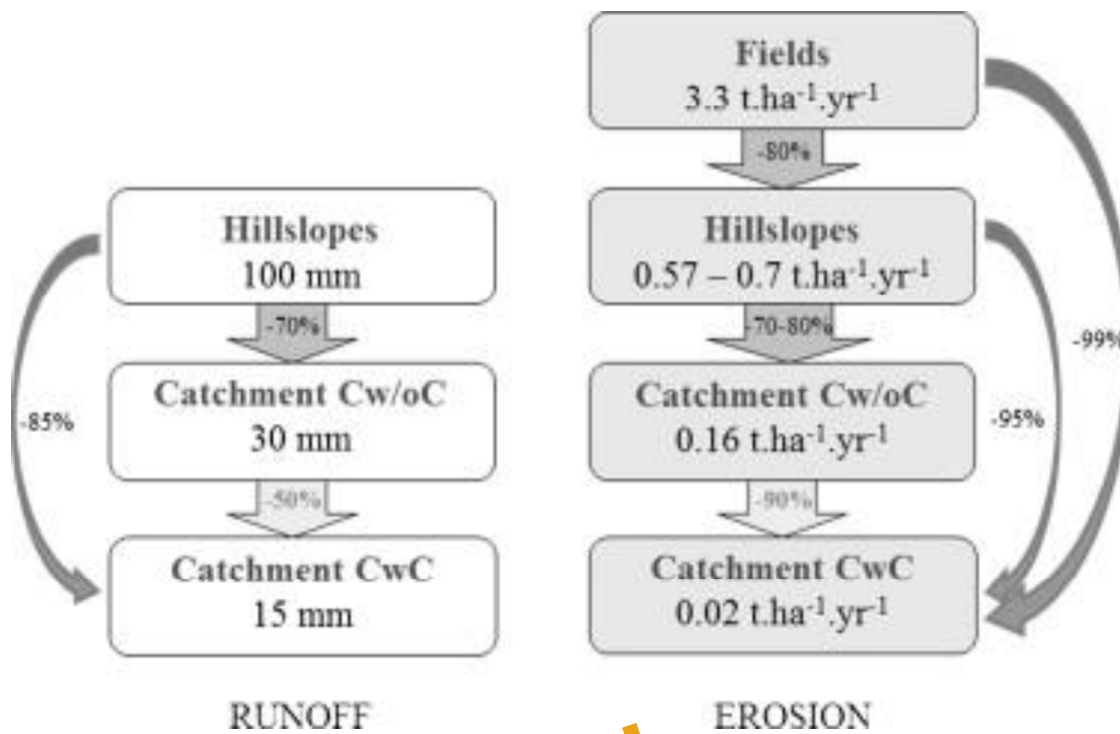 Fields
3.3 t.ha⁻¹.yr⁻¹
-80%
Hillslopes
100 mm
-70%
Catchment Cw/oC
30 mm
-50%
Catchment CwC
15 mm
-85%
RUNOFF
Hillslopes
0.57 – 0.7 t.ha⁻¹.yr⁻¹
-70-80%
Catchment Cw/oC
0.16 t.ha⁻¹.yr⁻¹
-90%
Catchment CwC
0.02 t.ha⁻¹.yr⁻¹
-95%
-99%
EROSION